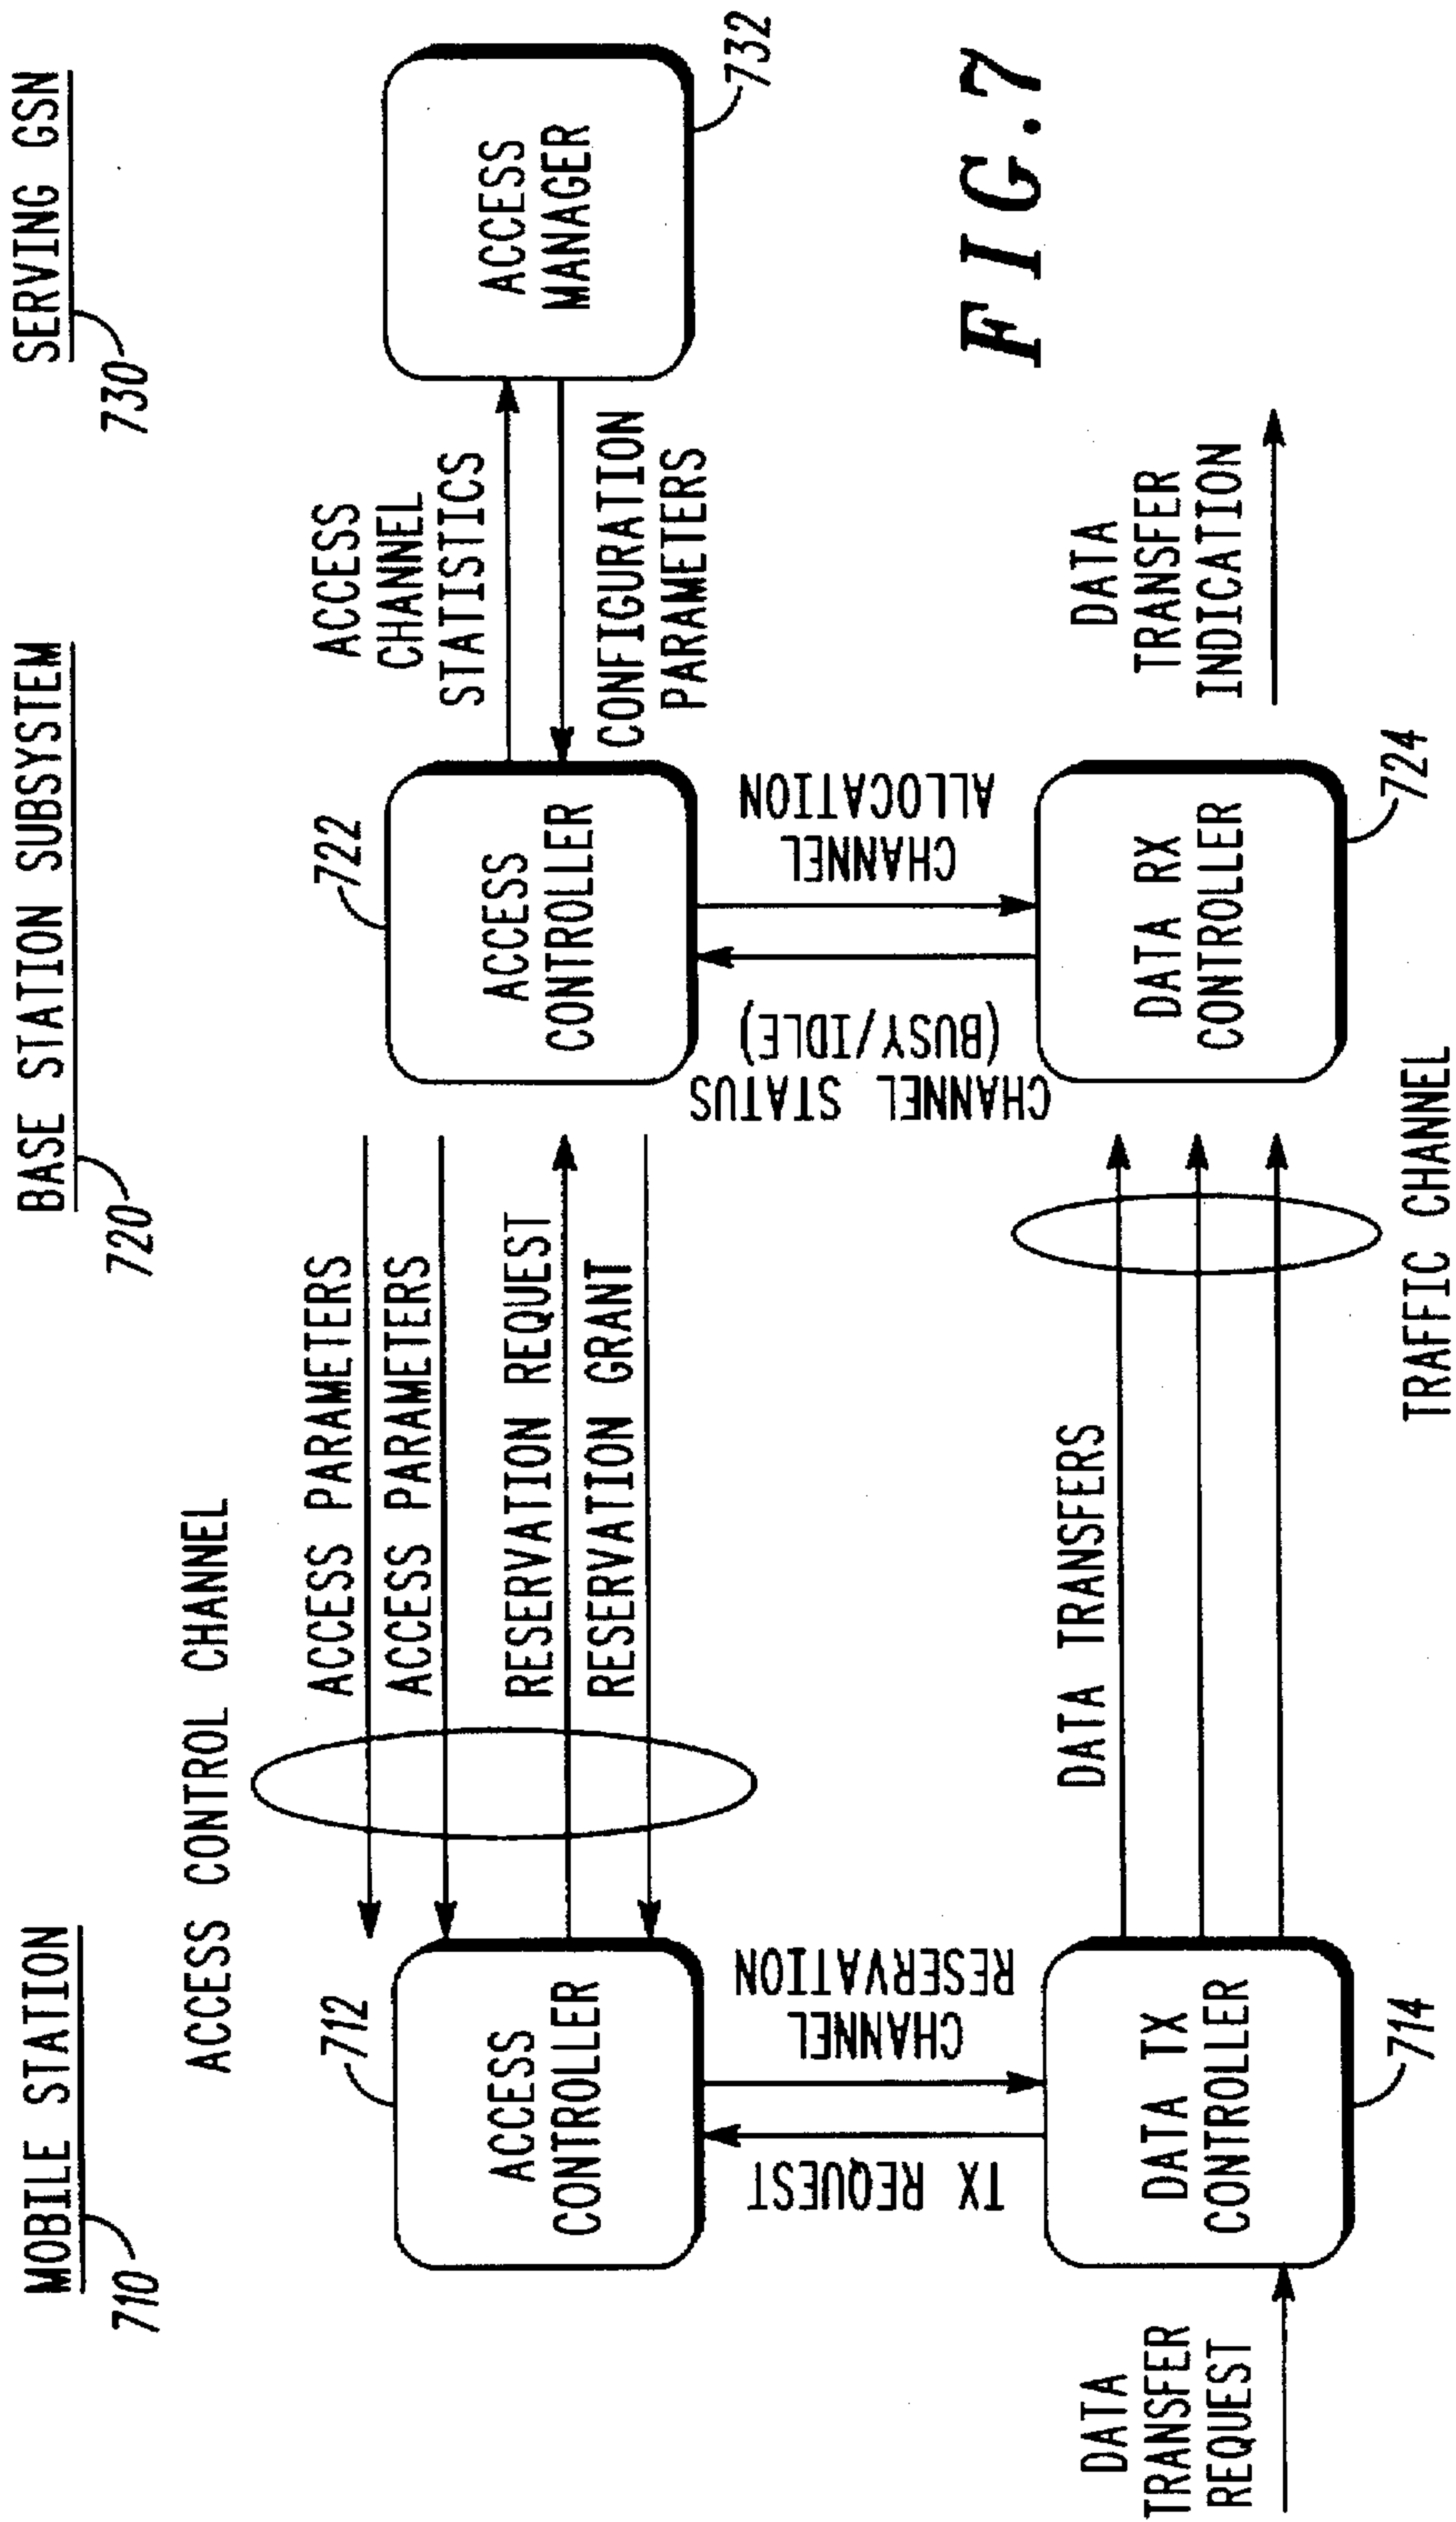 MOBILE STATION
710
BASE STATION SUBSYSTEM
720
SERVING GSN
730
ACCESS CONTROL CHANNEL
712
ACCESS
CONTROLLER
ACCESS PARAMETERS
ACCESS PARAMETERS
RESERVATION REQUEST
RESERVATION GRANT
722
ACCESS
CONTROLLER
ACCESS
CHANNEL
STATISTICS
CONFIGURATION
PARAMETERS
ACCESS
MANAGER
732
TX REQUEST
CHANNEL
RESERVATION
CHANNEL STATUS
(BUSY/IDLE)
CHANNEL
ALLOCATION
DATA
TRANSFER
REQUEST
DATA TX
CONTROLLER
714
DATA TRANSFERS
TRAFFIC CHANNEL
DATA RX
CONTROLLER
724
DATA
TRANSFER
INDICATION
FIG.7